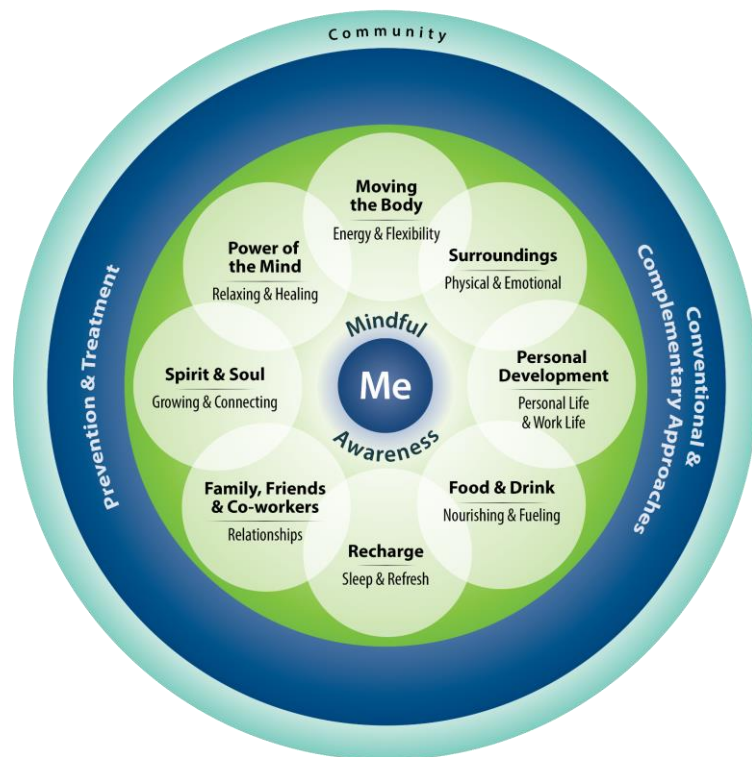 Community
Prevention & Treatment
Conventional &
Complementary Approaches
Moving
the Body
Energy & Flexibility
Surroundings
Physical & Emotional
Personal
Development
Personal Life
& Work Life
Food & Drink
Nourishing & Fueling
Recharge
Sleep & Refresh
Family, Friends
& Co-workers
Relationships
Spirit & Soul
Growing & Connecting
Power of
the Mind
Relaxing & Healing
Mindful
Me
Awareness